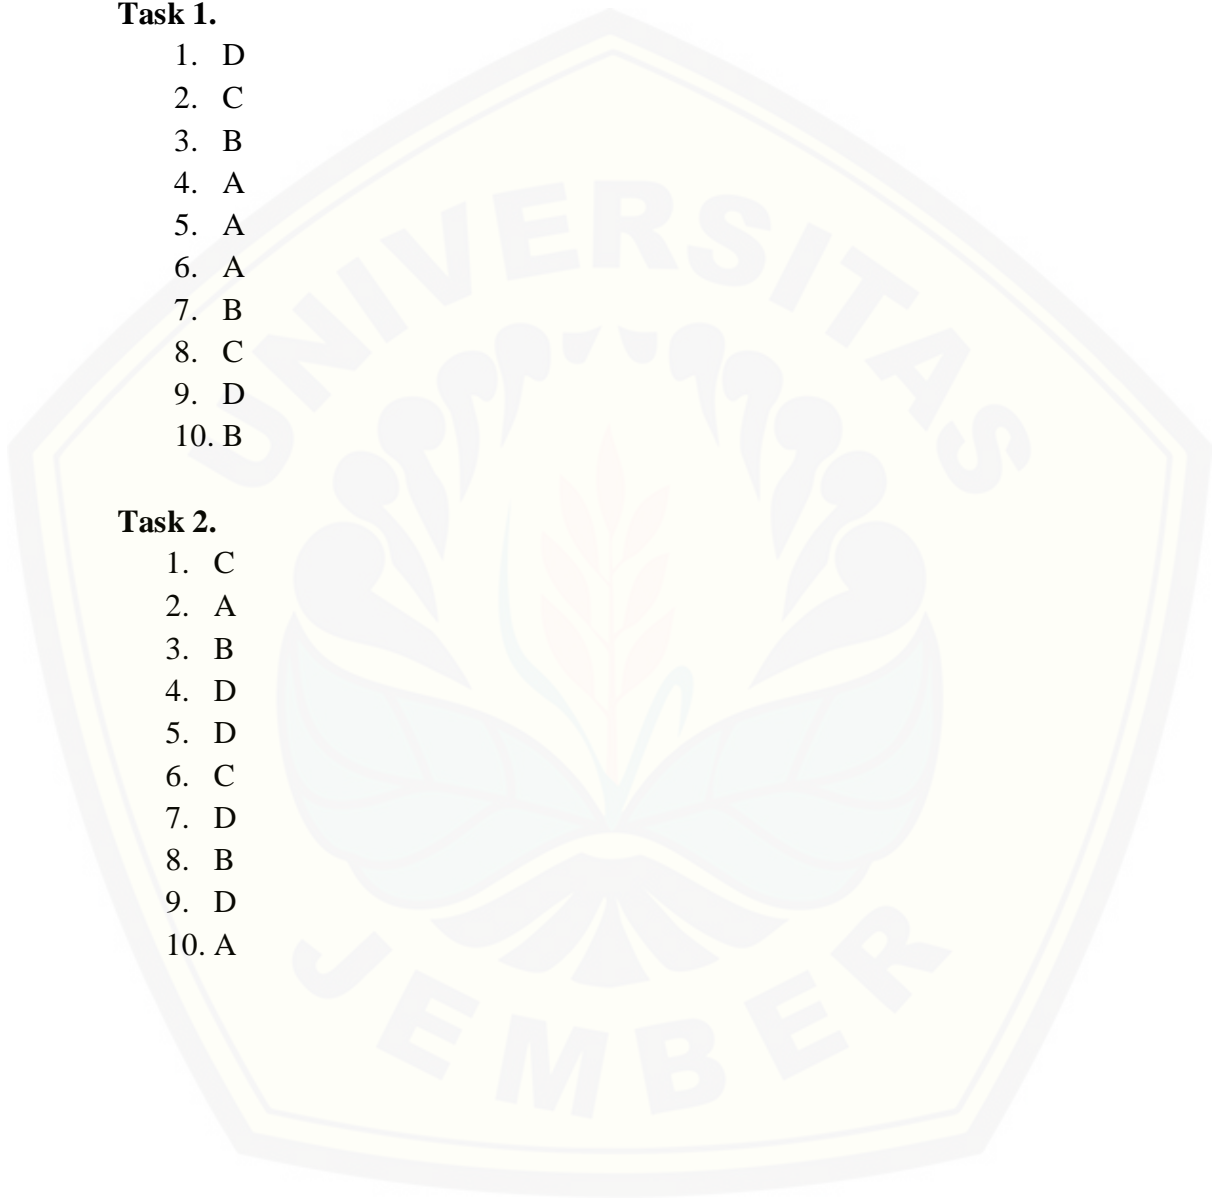 Task 1.
1. D
2. C
3. B
4. A
5. A
6. A
7. B
8. C
9. D
10. B
Task 2.
1. C
2. A
3. B
4. D
5. D
6. C
7. D
8. B
9. D
10. A
UNIVERSITAS
JEMBER